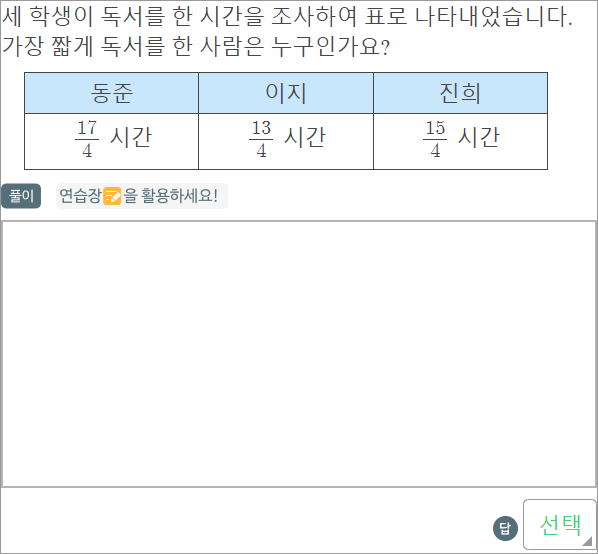 세 학생이 독서를 한 시간을 조사하여 표로 나타내었습니다.
가장 짧게 독서를 한 사람은 누구인가요?
동준 이지 진희
17/4 시간 13/4 시간 15/4 시간
풀이 연습장을 활용하세요!
답 선택